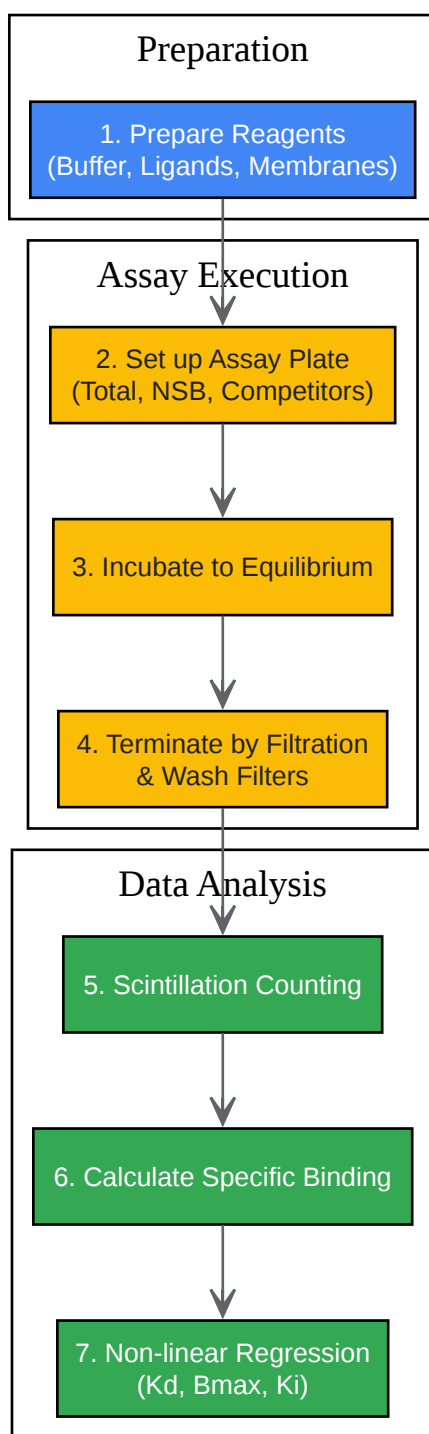 Preparation
1. Prepare Reagents
(Buffer, Ligands, Membranes)
Assay Execution
2. Set up Assay Plate
(Total, NSB, Competitors)
3. Incubate to Equilibrium
4. Terminate by Filtration
& Wash Filters
Data Analysis
5. Scintillation Counting
6. Calculate Specific Binding
7. Non-linear Regression
(Kd, Bmax, Ki)